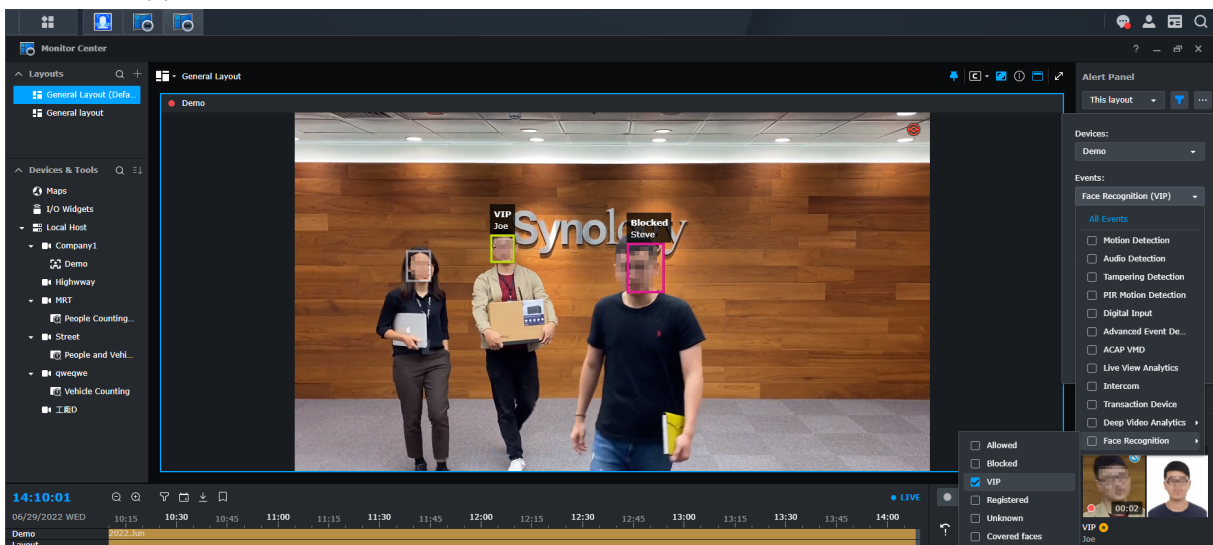 Monitor Center
? – X
Layouts
General Layout (Defa...
General layout
General Layout
Demo
VIP
Joe
Synology
Blocked
Steve
Alert Panel
This layout
Devices:
Demo
Events:
Face Recognition (VIP)
All Events
Motion Detection
Audio Detection
Tampering Detection
PIR Motion Detection
Digital Input
Advanced Event De...
ACAP VMD
Live View Analytics
Intercom
Transaction Device
Deep Video Analytics
Face Recognition
Allowed
Blocked
VIP
Registered
Unknown
Covered faces
00:02
VIP
Joe
Devices & Tools
Maps
I/O Widgets
Local Host
Company1
Demo
Highwway
MRT
People Counting...
Street
People and Vehi...
qweqwe
Vehicle Counting
工廠D
14:10:01
LIVE
06/29/2022 WED
10:15 10:30 10:45 11:00 11:15 11:30 11:45 12:00 12:15 12:30 12:45 13:00 13:15 13:30 13:45 14:00
Demo
2022.Jun
Layout